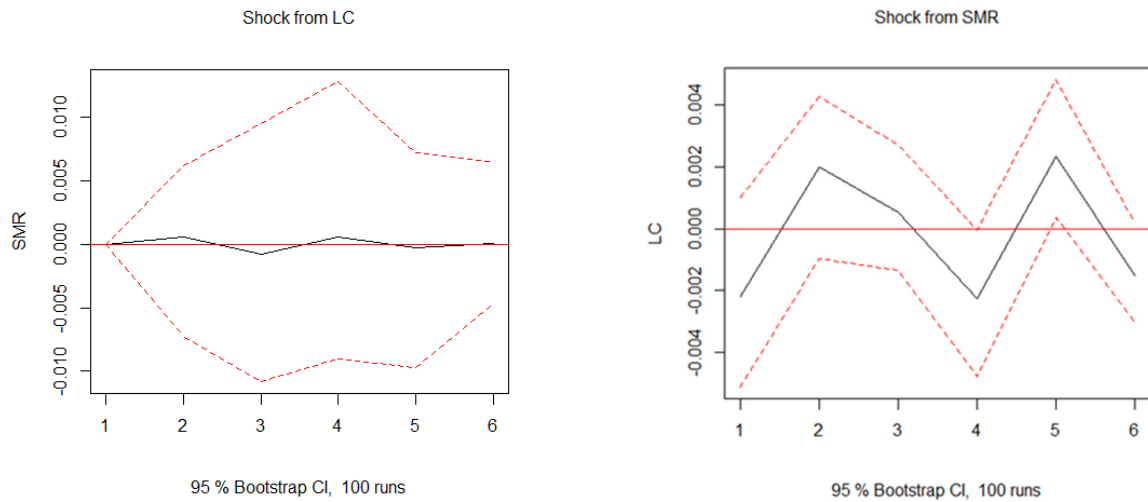 Shock from LC
SMR
0.010
0.005
0.000
-0.005
-0.010
1 2 3 4 5 6
95 % Bootstrap CI,  100 runs
Shock from SMR
LC
0.004
0.002
0.000
-0.002
-0.004
1 2 3 4 5 6
95 % Bootstrap CI,  100 runs